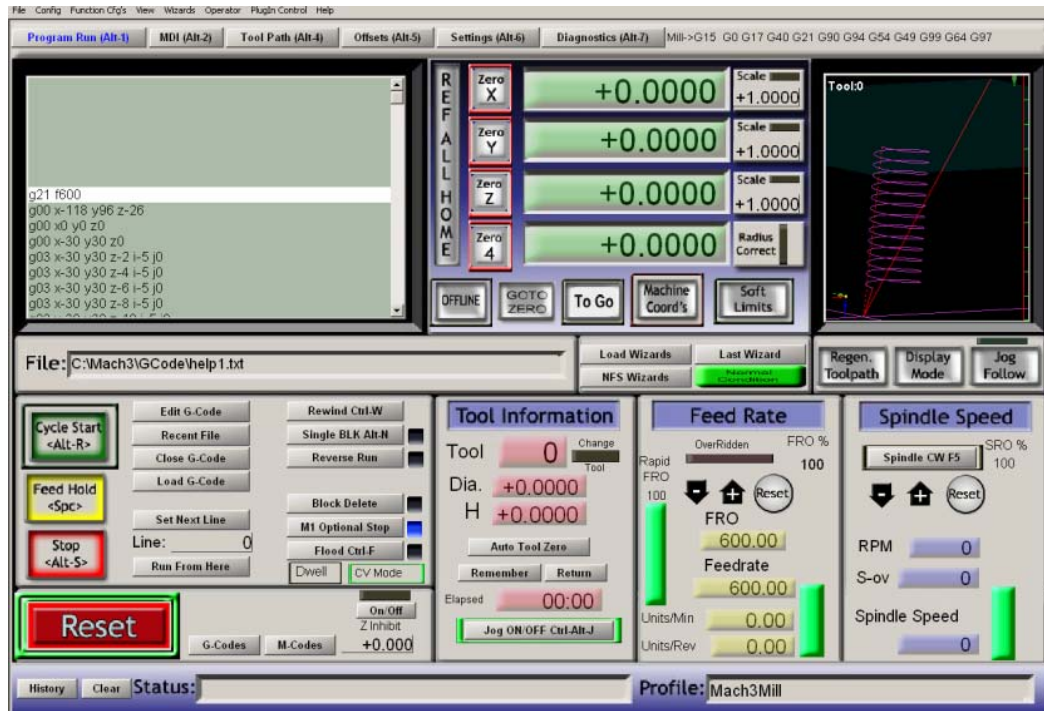 File Config Function Cfg's View Wizards Operator PlugIn Control Help
Program Run (Alt-1) MDI (Alt-2) Tool Path (Alt-4) Offsets (Alt-5) Settings (Alt-6) Diagnostics (Alt-7) Mill->G15 G0 G17 G40 G21 G90 G94 G54 G49 G99 G64 G97
g21 f600
g00 x-118 y96 z-26
g00 x0 y0 z0
g00 x-30 y30 z0
g03 x-30 y30 z-2 i-5 j0
g03 x-30 y30 z-4 i-5 j0
g03 x-30 y30 z-6 i-5 j0
g03 x-30 y30 z-8 i-5 j0
REF ALL HOME
Zero X +0.0000 Scale +1.0000
Zero Y +0.0000 Scale +1.0000
Zero Z +0.0000 Scale +1.0000
Zero 4 +0.0000 Radius Correct
OFFLINE GOTO ZERO To Go Machine Coord's Soft Limits
Tool:0
File: C:\Mach3\GCode\help1.txt
Load Wizards Last Wizard
NFS Wizards Normal Condition
Regen. Toolpath Display Mode Jog Follow
Cycle Start <Alt-R>
Feed Hold <Spc>
Stop <Alt-S>
Edit G-Code
Recent File
Close G-Code
Load G-Code
Set Next Line
Line: 0
Run From Here
Rewind Ctrl-W
Single BLK Alt-N
Reverse Run
Block Delete
M1 Optional Stop
Flood Ctrl-F
Dwell CV Mode
Reset
G-Codes M-Codes
On/Off
Z Inhibit
+0.000
Tool Information
Tool 0 Change Tool
Dia. +0.0000
H +0.0000
Auto Tool Zero
Remember Return
Elapsed 00:00
Jog ON/OFF Ctrl-Alt-J
Feed Rate
OverRidden FRO %
100
Rapid FRO
100
Reset
FRO
600.00
Feedrate
600.00
Units/Min 0.00
Units/Rev 0.00
Spindle Speed
Spindle CW F5 SRO %
100
Reset
RPM 0
S-ov 0
Spindle Speed
0
History Clear Status:
Profile: Mach3Mill